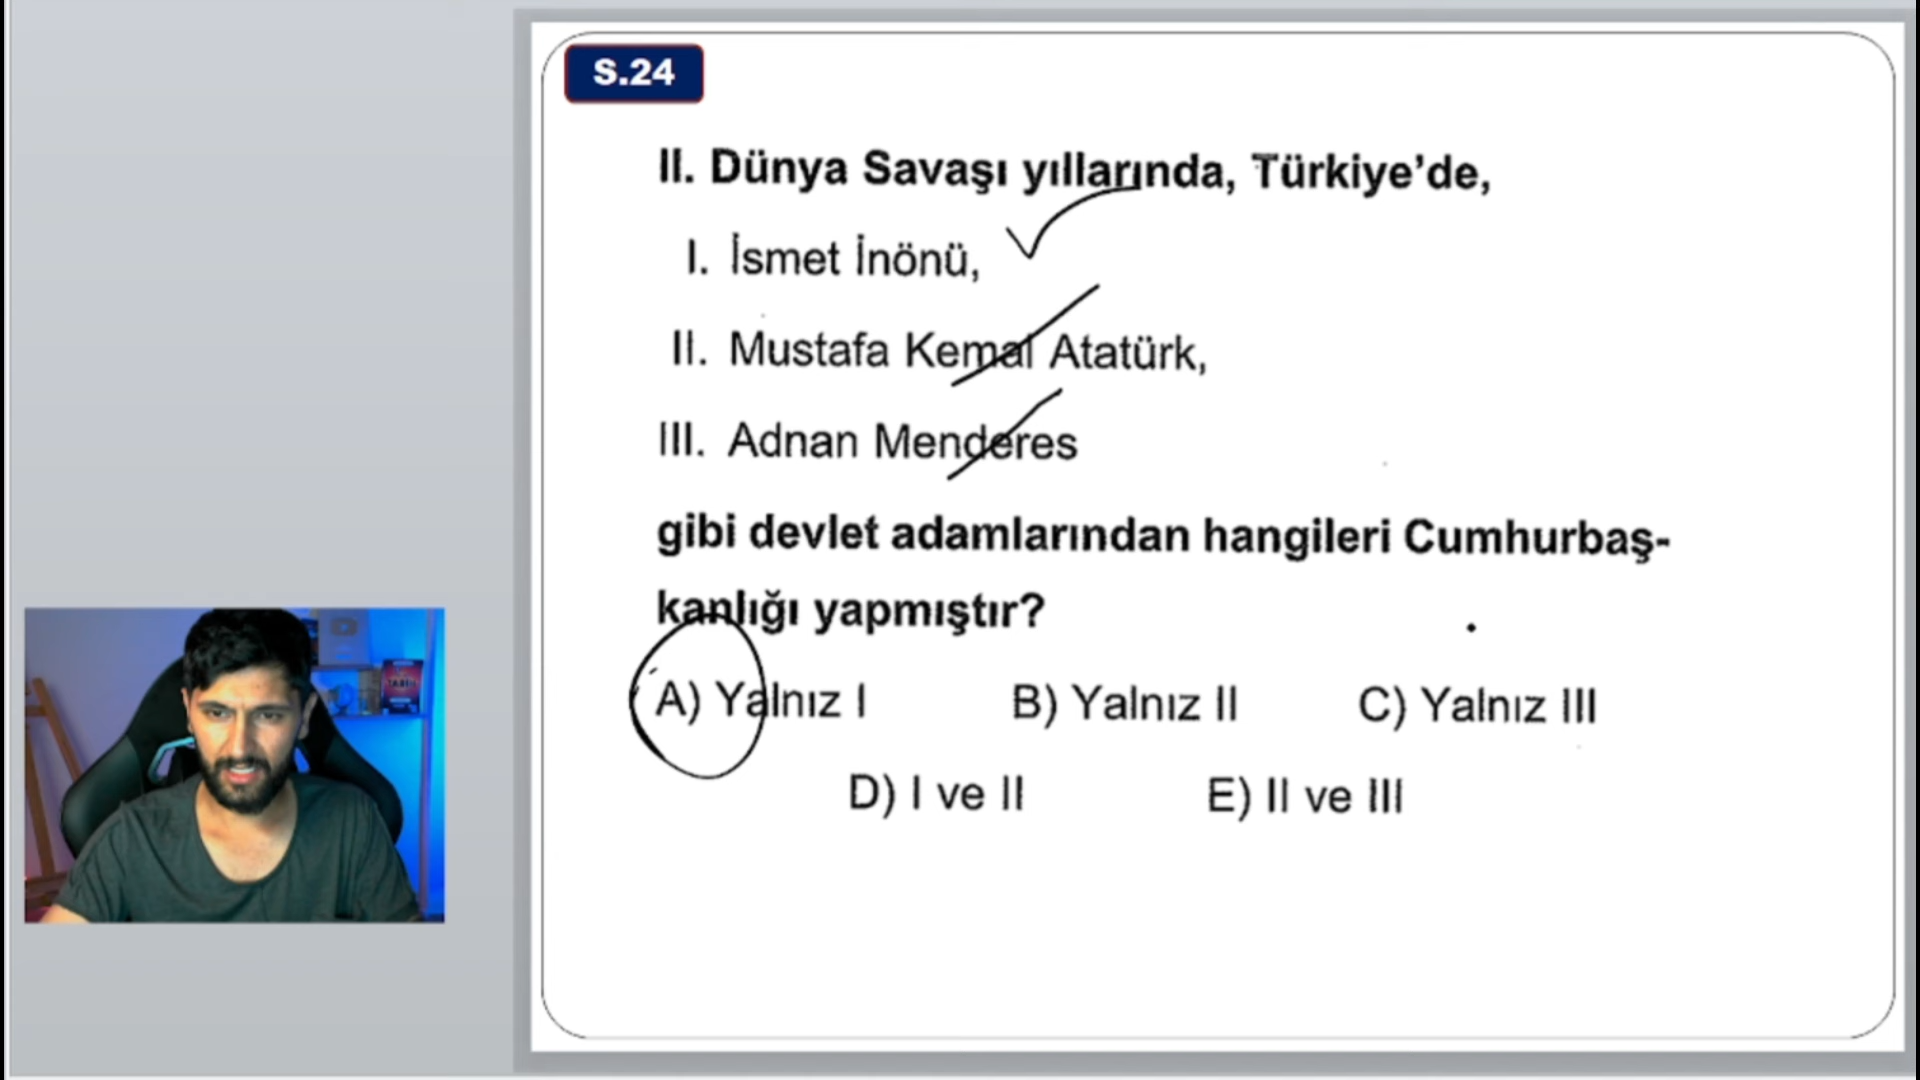 S.24
II. Dünya Savaşı yıllarında, Türkiye'de,
I. İsmet İnönü,
II. Mustafa Kemal Atatürk,
III. Adnan Menderes
gibi devlet adamlarından hangileri Cumhurbaş-
kanlığı yapmıştır?
A) Yalnız I B) Yalnız II C) Yalnız III
D) I ve II E) II ve III
TARİH